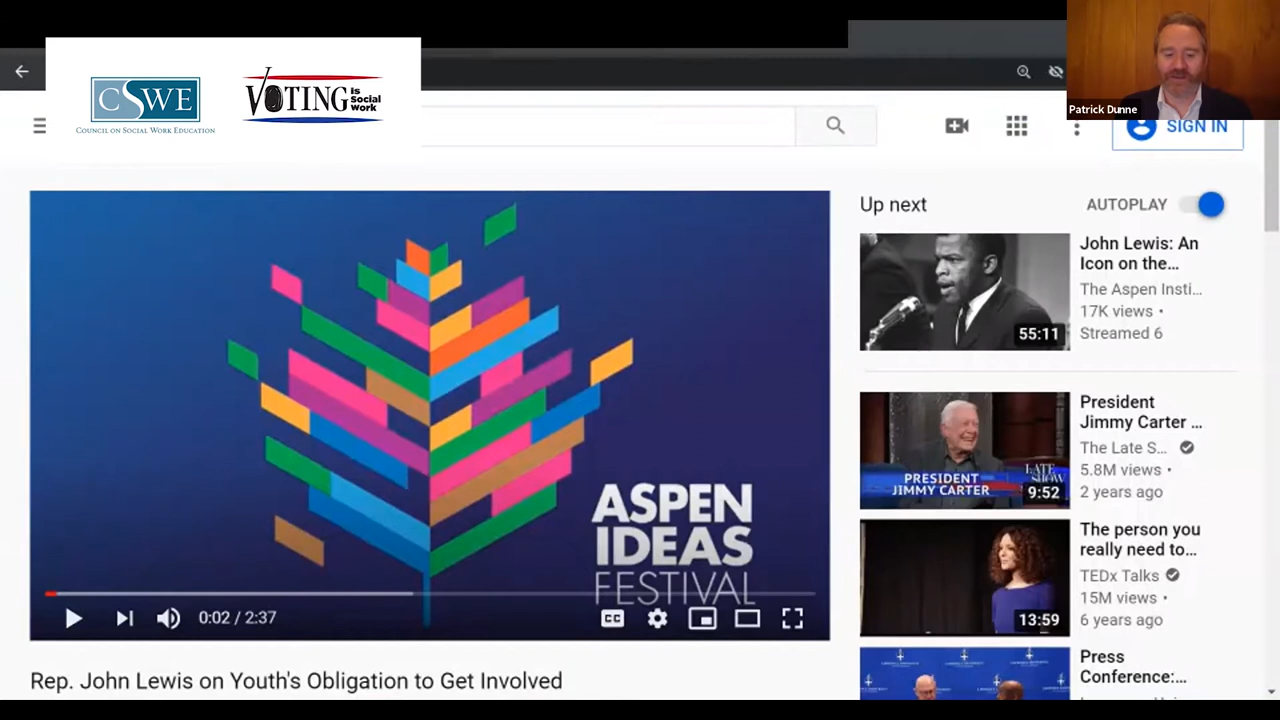 CSWE
COUNCIL ON SOCIAL WORK EDUCATION
VOTING is Social Work
Patrick Dunne
SIGN IN
ASPEN
IDEAS
FESTIVAL
0:02 / 2:37
CC
Rep. John Lewis on Youth's Obligation to Get Involved
Up next
AUTOPLAY
55:11
John Lewis: An
Icon on the...
The Aspen Insti...
17K views •
Streamed 6
PRESIDENT
JIMMY CARTER
LATE
SHOW
9:52
President
Jimmy Carter ...
The Late S...
5.8M views •
2 years ago
13:59
The person you
really need to...
TEDx Talks
15M views •
6 years ago
Press
Conference:...